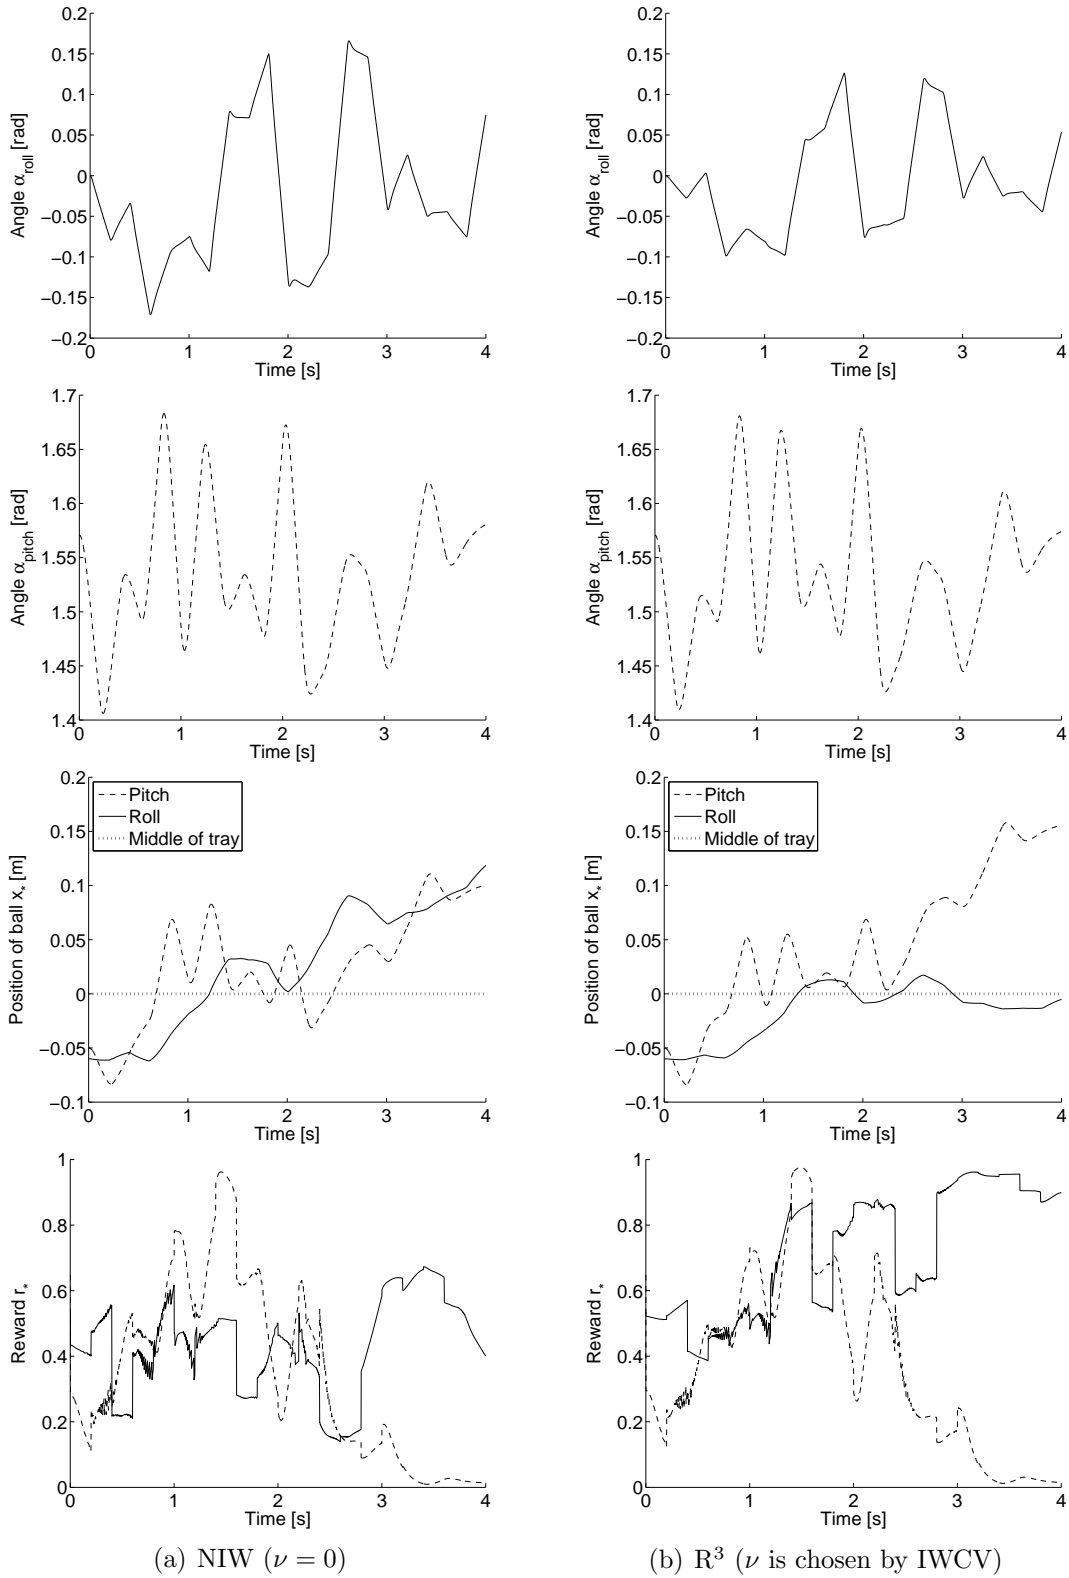 0.2
0.15
0.1
0.05
0
−0.05
−0.1
−0.15
−0.2
Angle α_roll [rad]
0 1 2 3 4
Time [s]
0.2
0.15
0.1
0.05
0
−0.05
−0.1
−0.15
−0.2
Angle α_roll [rad]
0 1 2 3 4
Time [s]
1.7
1.65
1.6
1.55
1.5
1.45
1.4
Angle α_pitch [rad]
0 1 2 3 4
Time [s]
1.7
1.65
1.6
1.55
1.5
1.45
1.4
Angle α_pitch [rad]
0 1 2 3 4
Time [s]
0.2
0.15
0.1
0.05
0
−0.05
−0.1
Position of ball x_* [m]
Pitch
Roll
Middle of tray
0 1 2 3 4
Time [s]
0.2
0.15
0.1
0.05
0
−0.05
−0.1
Position of ball x_* [m]
Pitch
Roll
Middle of tray
0 1 2 3 4
Time [s]
1
0.8
0.6
0.4
0.2
0
Reward r_*
0 1 2 3 4
Time [s]
1
0.8
0.6
0.4
0.2
0
Reward r_*
0 1 2 3 4
Time [s]
(a) NIW (ν = 0)
(b) R³ (ν is chosen by IWCV)